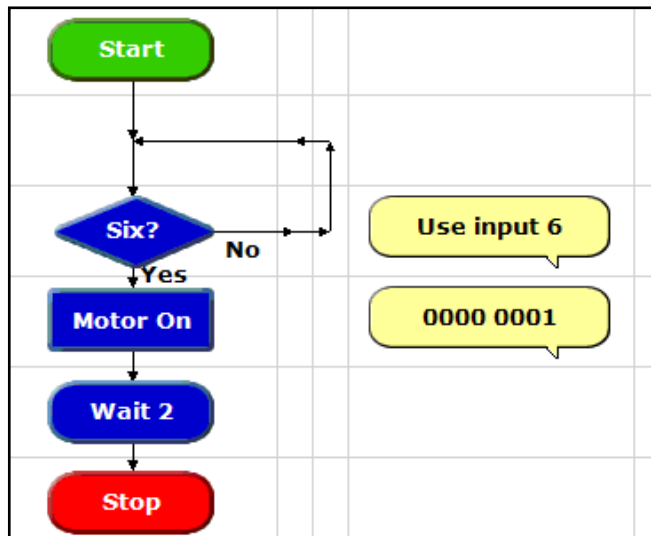 Start
Six?
No
Use input 6
Yes
Motor On
0000 0001
Wait 2
Stop